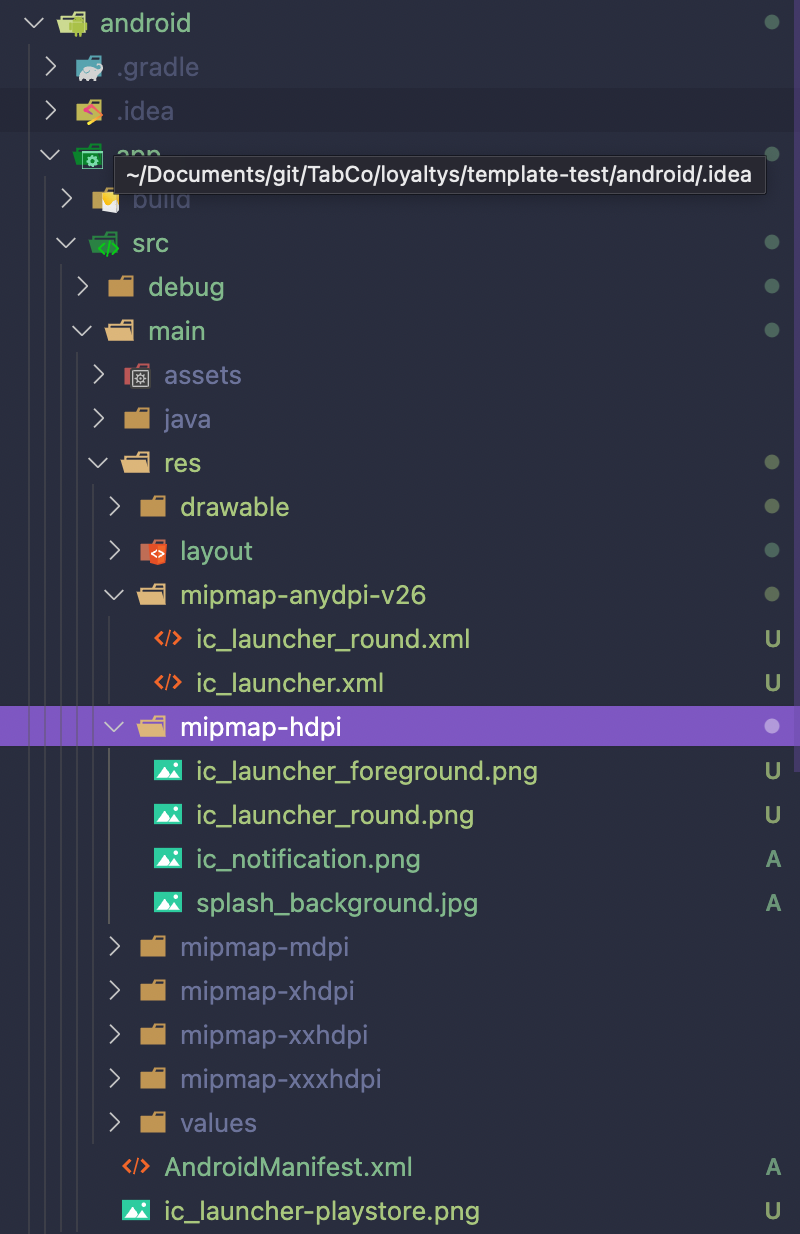 android
.gradle
.idea
app
~/Documents/git/TabCo/loyaltys/template-test/android/.idea
build
src
debug
main
assets
java
res
drawable
layout
mipmap-anydpi-v26
ic_launcher_round.xml U
ic_launcher.xml U
mipmap-hdpi
ic_launcher_foreground.png U
ic_launcher_round.png U
ic_notification.png A
splash_background.jpg A
mipmap-mdpi
mipmap-xhdpi
mipmap-xxhdpi
mipmap-xxxhdpi
values
AndroidManifest.xml A
ic_launcher-playstore.png U